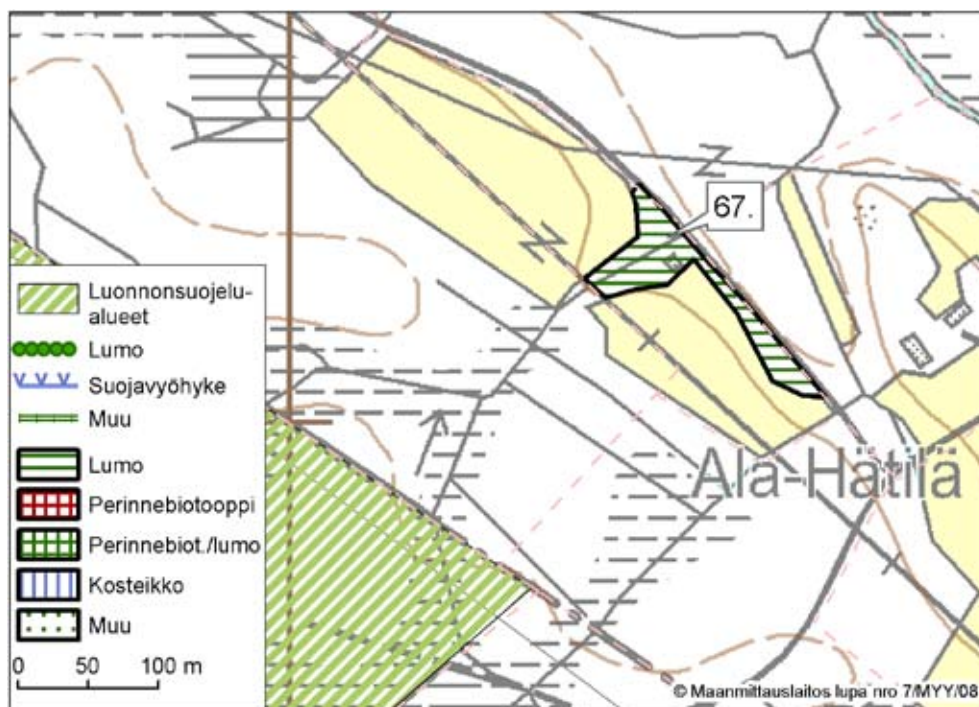 67.
Luonnonsuojelu-
alueet
Lumo
Suojavyöhyke
Muu
Lumo
Perinnebiotooppi
Perinnebiot./lumo
Kosteikko
Muu
0 50 100 m
Ala-Hätilä
© Maanmittauslaitos lupa nro 7/MYY/08